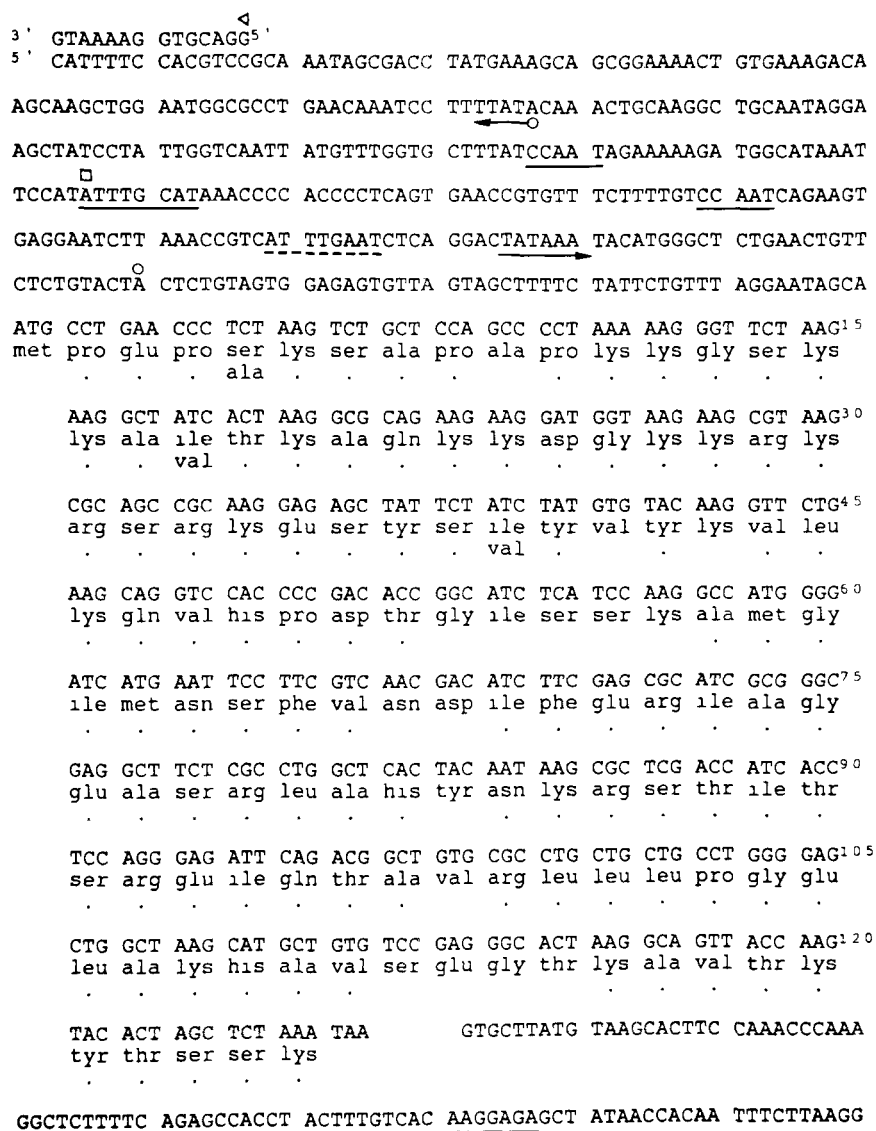 3' GTAAAAG GTGCAGG5'
5' CATTTTC CACGTCCGCA AATAGCGACC TATGAAAGCA GCGGAAAACT GTGAAAGACA
AGCAAGCTGG AATGGCGCCT GAACAAATCC TTTTATACAA ACTGCAAGGC TGCAATAGGA
AGCTATCCTA TTGGTCAATT ATGTTTGGTG CTTTATCCAA TAGAAAAAGA TGGCATAAAT
TCCATATTTG CATAAACCCC ACCCCTCAGT GAACCGTGTT TCTTTTGTCC AATCAGAAGT
GAGGAATCTT AAACCGTCAT TTGAATCTCA GGACTATAAA TACATGGGCT CTGAACTGTT
CTCTGTACTA CTCTGTAGTG GAGAGTGTTA GTAGCTTTTC TATTCTGTTT AGGAATAGCA
ATG CCT GAA CCC TCT AAG TCT GCT CCA GCC CCT AAA AAG GGT TCT AAG15
met pro glu pro ser lys ser ala pro ala pro lys lys gly ser lys
. . . ala . . . . . . . . . . .
AAG GCT ATC ACT AAG GCG CAG AAG AAG GAT GGT AAG AAG CGT AAG30
lys ala ile thr lys ala gln lys lys asp gly lys lys arg lys
. . val . . . . . . . . . . . .
CGC AGC CGC AAG GAG AGC TAT TCT ATC TAT GTG TAC AAG GTT CTG45
arg ser arg lys glu ser tyr ser ile tyr val tyr lys val leu
. . . . . . . . val . . . . .
AAG CAG GTC CAC CCC GAC ACC GGC ATC TCA TCC AAG GCC ATG GGG60
lys gln val his pro asp thr gly ile ser ser lys ala met gly
. . . . . . . . . .
ATC ATG AAT TCC TTC GTC AAC GAC ATC TTC GAG CGC ATC GCG GGC75
ile met asn ser phe val asn asp ile phe glu arg ile ala gly
. . . . . . . . . . . . . . .
GAG GCT TCT CGC CTG GCT CAC TAC AAT AAG CGC TCG ACC ATC ACC90
glu ala ser arg leu ala his tyr asn lys arg ser thr ile thr
. . . . . . . . . . . . . . .
TCC AGG GAG ATT CAG ACG GCT GTG CGC CTG CTG CTG CCT GGG GAG105
ser arg glu ile gln thr ala val arg leu leu leu pro gly glu
. . . . . . . . . . . . . .
CTG GCT AAG CAT GCT GTG TCC GAG GGC ACT AAG GCA GTT ACC AAG120
leu ala lys his ala val ser glu gly thr lys ala val thr lys
. . . . . . . . . . .
TAC ACT AGC TCT AAA TAA GTGCTTATG TAAGCACTTC CAAACCCAAA
tyr thr ser ser lys
. . . . .
GGCTCTTTTC AGAGCCACCT ACTTTGTCAC AAGGAGAGCT ATAACCACAA TTTCTTAAGG